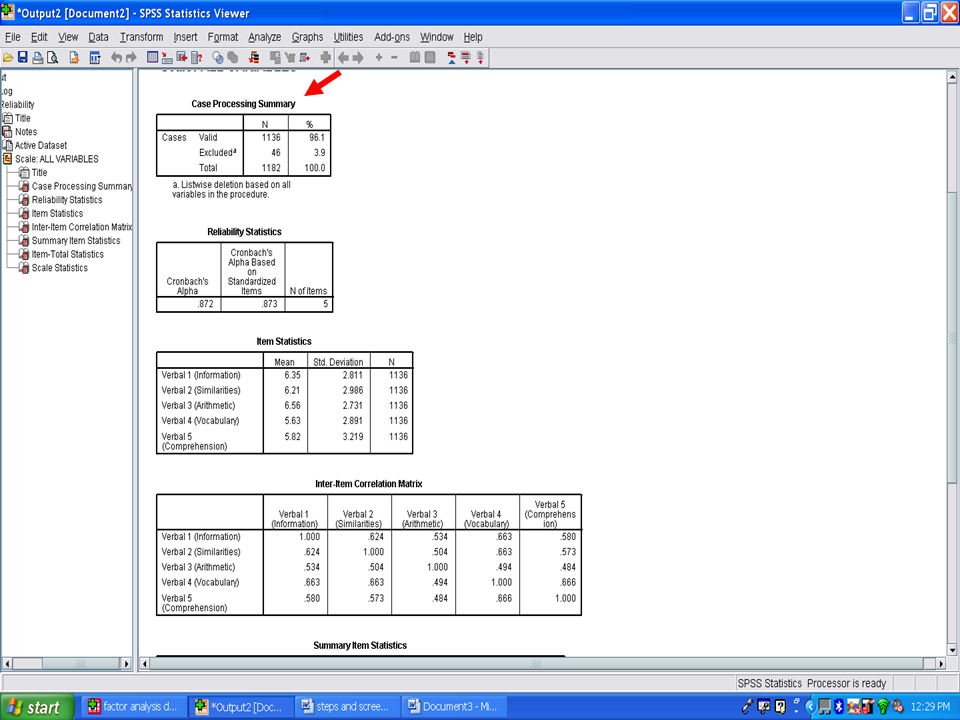 *Output2 [Document2] - SPSS Statistics Viewer
File Edit View Data Transform Insert Format Analyze Graphs Utilities Add-ons Window Help
ut
Log
Reliability
Title
Notes
Active Dataset
Scale: ALL VARIABLES
Title
Case Processing Summary
Reliability Statistics
Item Statistics
Inter-Item Correlation Matrix
Summary Item Statistics
Item-Total Statistics
Scale Statistics
Case Processing Summary
N %
Cases Valid 1136 96.1
Excludedª 46 3.9
Total 1182 100.0
a. Listwise deletion based on all
variables in the procedure.
Reliability Statistics
Cronbach's
Alpha
Cronbach's
Alpha Based
on
Standardized
Items
N of Items
.872 .873 5
Item Statistics
Mean Std. Deviation N
Verbal 1 (Information) 6.35 2.811 1136
Verbal 2 (Similarities) 6.21 2.986 1136
Verbal 3 (Arithmetic) 6.56 2.731 1136
Verbal 4 (Vocabulary) 5.63 2.891 1136
Verbal 5 5.82 3.219 1136
(Comprehension)
Inter-Item Correlation Matrix
Verbal 1
(Information)
Verbal 2
(Similarities)
Verbal 3
(Arithmetic)
Verbal 4
(Vocabulary)
Verbal 5
(Comprehens
ion)
Verbal 1 (Information) 1.000 .624 .534 .663 .580
Verbal 2 (Similarities) .624 1.000 .504 .663 .573
Verbal 3 (Arithmetic) .534 .504 1.000 .494 .484
Verbal 4 (Vocabulary) .663 .663 .494 1.000 .666
Verbal 5 .580 .573 .484 .666 1.000
(Comprehension)
Summary Item Statistics
SPSS Statistics Processor is ready
start
factor analysis d...
*Output2 [Doc...
steps and scree...
Document3 - Mi...
12:29 PM